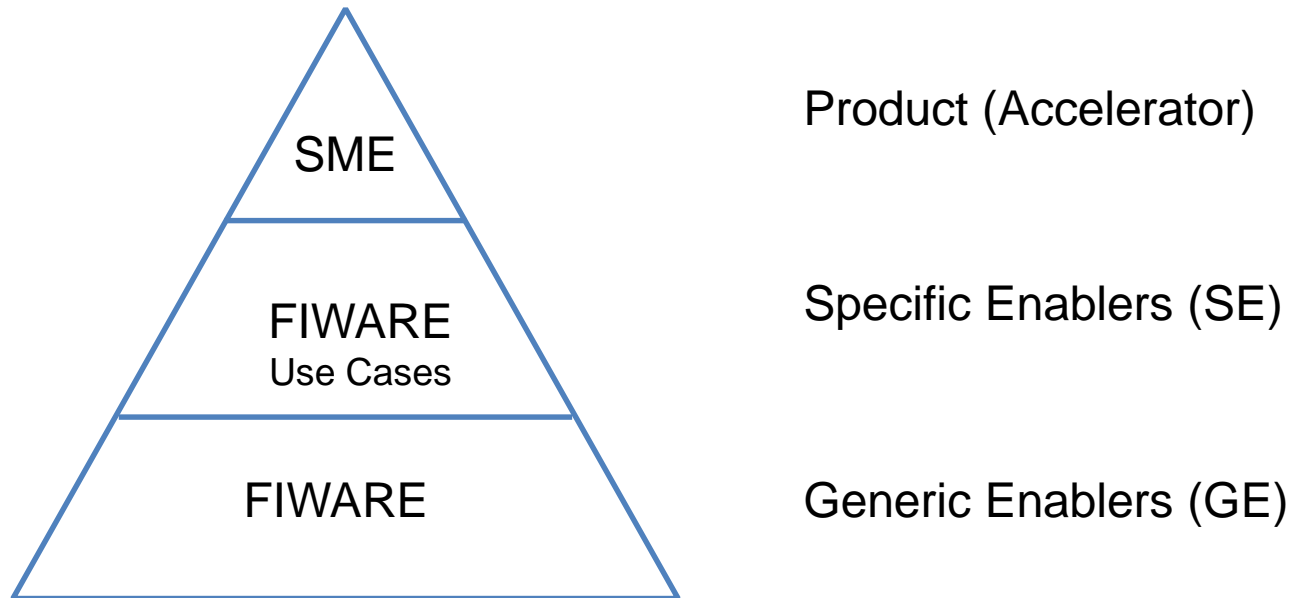 SME
Product (Accelerator)
FIWARE
Use Cases
Specific Enablers (SE)
FIWARE
Generic Enablers (GE)